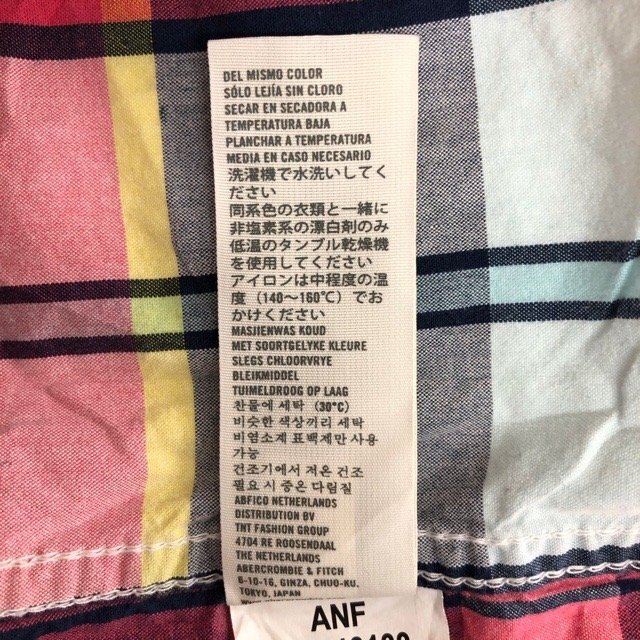 DEL MISMO COLOR
SÓLO LEJÍA SIN CLORO
SECAR EN SECADORA A
TEMPERATURA BAJA
PLANCHAR A TEMPERATURA
MEDIA EN CASO NECESARIO
洗濯機で水洗いしてく
ださい
同系色の衣類と一緒に
非塩素系の漂白剤のみ
低温のタンブル乾燥機
を使用してください
アイロンは中程度の温
度（140〜160℃）でお
かけください
MASJIENWAS KOUD
MET SOORTGELYKE KLEURE
SLEGS CHLOORVRYE
BLEIKMIDDEL
TUIMELDROOG OP LAAG
찬물에 세탁 (30℃)
비슷한 색상끼리 세탁
비염소제 표백제만 사용
가능
건조기에서 저온 건조
필요 시 중온 다림질
ABFICO NETHERLANDS
DISTRIBUTION BV
TNT FASHION GROUP
4704 RE ROOSENDAAL
THE NETHERLANDS
ABERCROMBIE & FITCH
6-10-16, GINZA, CHUO-KU,
TOKYO, JAPAN
ANF